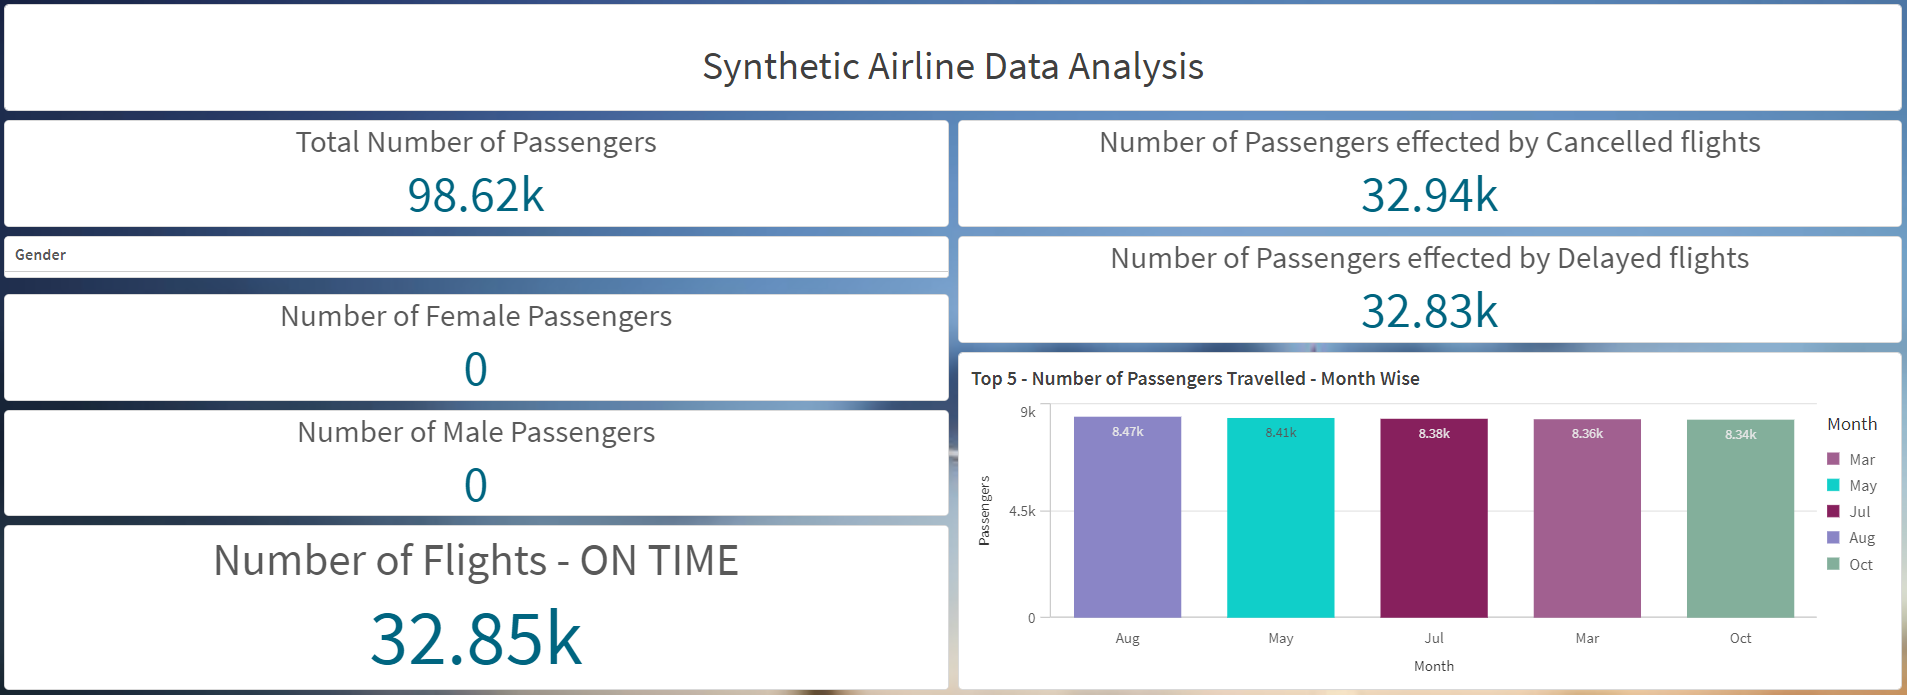 Synthetic Airline Data Analysis
Total Number of Passengers
98.62k
Number of Passengers effected by Cancelled flights
32.94k
Gender
Number of Passengers effected by Delayed flights
32.83k
Number of Female Passengers
0
Number of Male Passengers
0
Number of Flights - ON TIME
32.85k
Top 5 - Number of Passengers Travelled - Month Wise
Passengers
9k
4.5k
0
8.47k
8.41k
8.38k
8.36k
8.34k
Aug
May
Jul
Mar
Oct
Month
Month
Mar
May
Jul
Aug
Oct